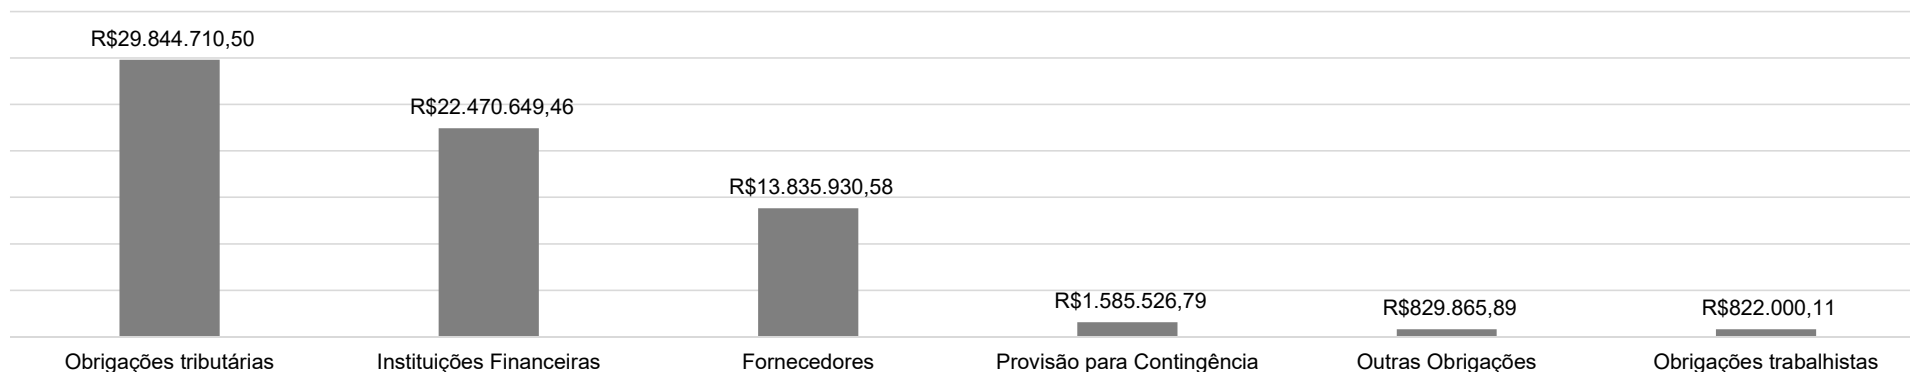 R$29.844.710,50
R$22.470.649,46
R$13.835.930,58
R$1.585.526,79
R$829.865,89
R$822.000,11
Obrigações tributárias
Instituições Financeiras
Fornecedores
Provisão para Contingência
Outras Obrigações
Obrigações trabalhistas